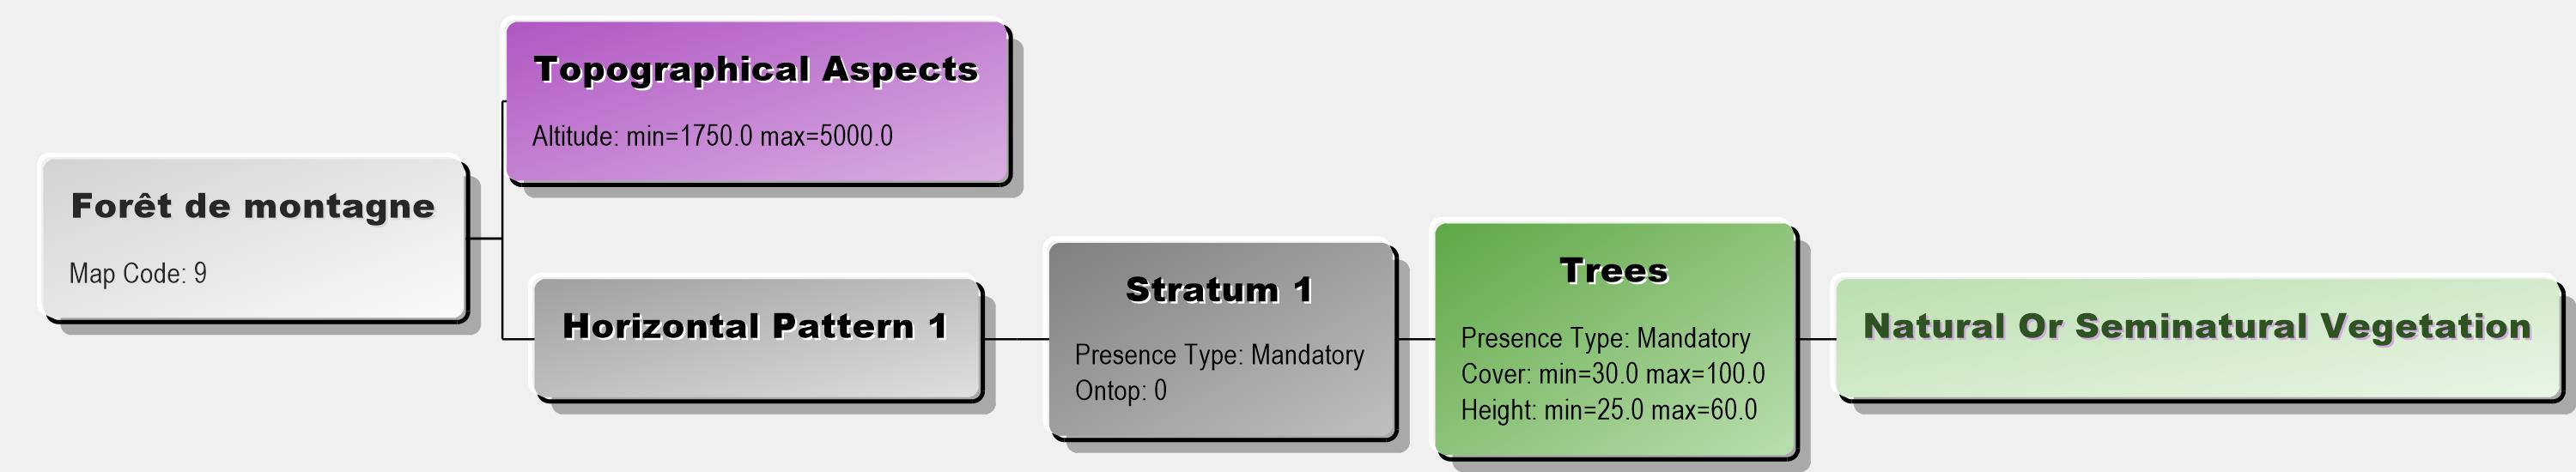 Topographical Aspects
Altitude: min=1750.0 max=5000.0
Forêt de montagne
Map Code: 9
Horizontal Pattern 1
Stratum 1
Presence Type: Mandatory
Ontop: 0
Trees
Presence Type: Mandatory
Cover: min=30.0 max=100.0
Height: min=25.0 max=60.0
Natural Or Seminatural Vegetation